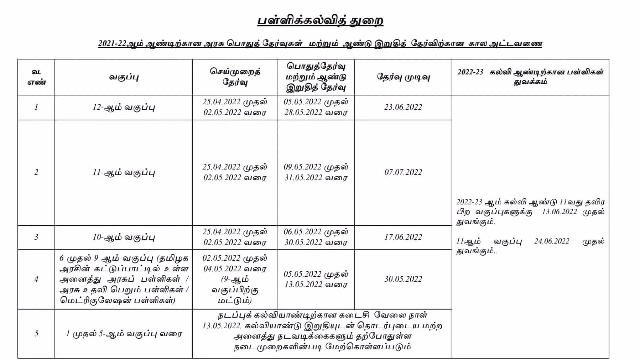 பள்ளிக்கல்வித் துறை
2021-22ஆம் ஆண்டிற்கான அரசு பொதுத் தேர்வுகள் மற்றும் ஆண்டு இறுதித் தேர்விற்கான கால அட்டவணை
வ. எண்
வகுப்பு
செய்முறைத் தேர்வு
பொதுத்தேர்வு மற்றும் ஆண்டு இறுதித் தேர்வு
தேர்வு முடிவு
2022-23 கல்வி ஆண்டிற்கான பள்ளிகள் துவக்கம்
1
12-ஆம் வகுப்பு
25.04.2022 முதல்
02.05.2022 வரை
05.05.2022 முதல்
28.05.2022 வரை
23.06.2022
2
11-ஆம் வகுப்பு
25.04.2022 முதல்
02.05.2022 வரை
09.05.2022 முதல்
31.05.2022 வரை
07.07.2022
2022-23 ஆம் கல்வி ஆண்டு 11வது தவிர
பிற வகுப்புகளுக்கு 13.06.2022 முதல்
துவங்கும்.
11ஆம் வகுப்பு 24.06.2022 முதல்
துவங்கும்.
3
10-ஆம் வகுப்பு
25.04.2022 முதல்
02.05.2022 வரை
06.05.2022 முதல்
30.05.2022 வரை
17.06.2022
4
6 முதல் 9 ஆம் வகுப்பு (தமிழக
அரசின் கட்டுப்பாட்டில் உள்ள
அனைத்து அரசுப் பள்ளிகள் /
அரசு உதவி பெறும் பள்ளிகள் /
மெட்ரிகுலேஷன் பள்ளிகள்)
02.05.2022 முதல்
04.05.2022 வரை
(9-ஆம்
வகுப்பிற்கு
மட்டும்)
05.05.2022 முதல்
13.05.2022 வரை
30.05.2022
5
1 முதல் 5-ஆம் வகுப்பு வரை
நடப்புக் கல்வியாண்டிற்கான கடைசி வேலை நாள்
13.05.2022. கல்வியாண்டு இறுதியுடன் தொடர்புடைய மற்ற
அனைத்து நடவடிக்கைகளும் தற்போதுள்ள
நடைமுறைகளின்படி மேற்கொள்ளப்படும்